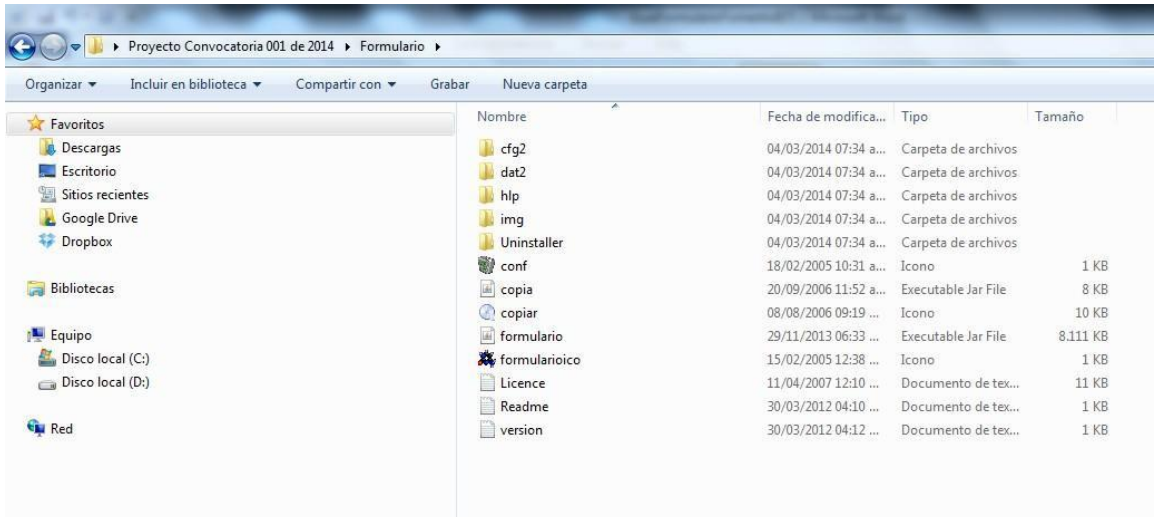 Proyecto Convocatoria 001 de 2014 Formulario
Organizar Incluir en biblioteca Compartir con Grabar Nueva carpeta
Favoritos
Descargas
Escritorio
Sitios recientes
Google Drive
Dropbox
Bibliotecas
Equipo
Disco local (C:)
Disco local (D:)
Red
Nombre Fecha de modifica... Tipo Tamaño
cfg2 04/03/2014 07:34 a... Carpeta de archivos
dat2 04/03/2014 07:34 a... Carpeta de archivos
hlp 04/03/2014 07:34 a... Carpeta de archivos
img 04/03/2014 07:34 a... Carpeta de archivos
Uninstaller 04/03/2014 07:34 a... Carpeta de archivos
conf 18/02/2005 10:31 a... Icono 1 KB
copia 20/09/2006 11:52 a... Executable Jar File 8 KB
copiar 08/08/2006 09:19 ... Icono 10 KB
formulario 29/11/2013 06:33 ... Executable Jar File 8.111 KB
formularioico 15/02/2005 12:38 ... Icono 1 KB
Licence 11/04/2007 12:10 ... Documento de tex... 11 KB
Readme 30/03/2012 04:10 ... Documento de tex... 1 KB
version 30/03/2012 04:12 ... Documento de tex... 1 KB